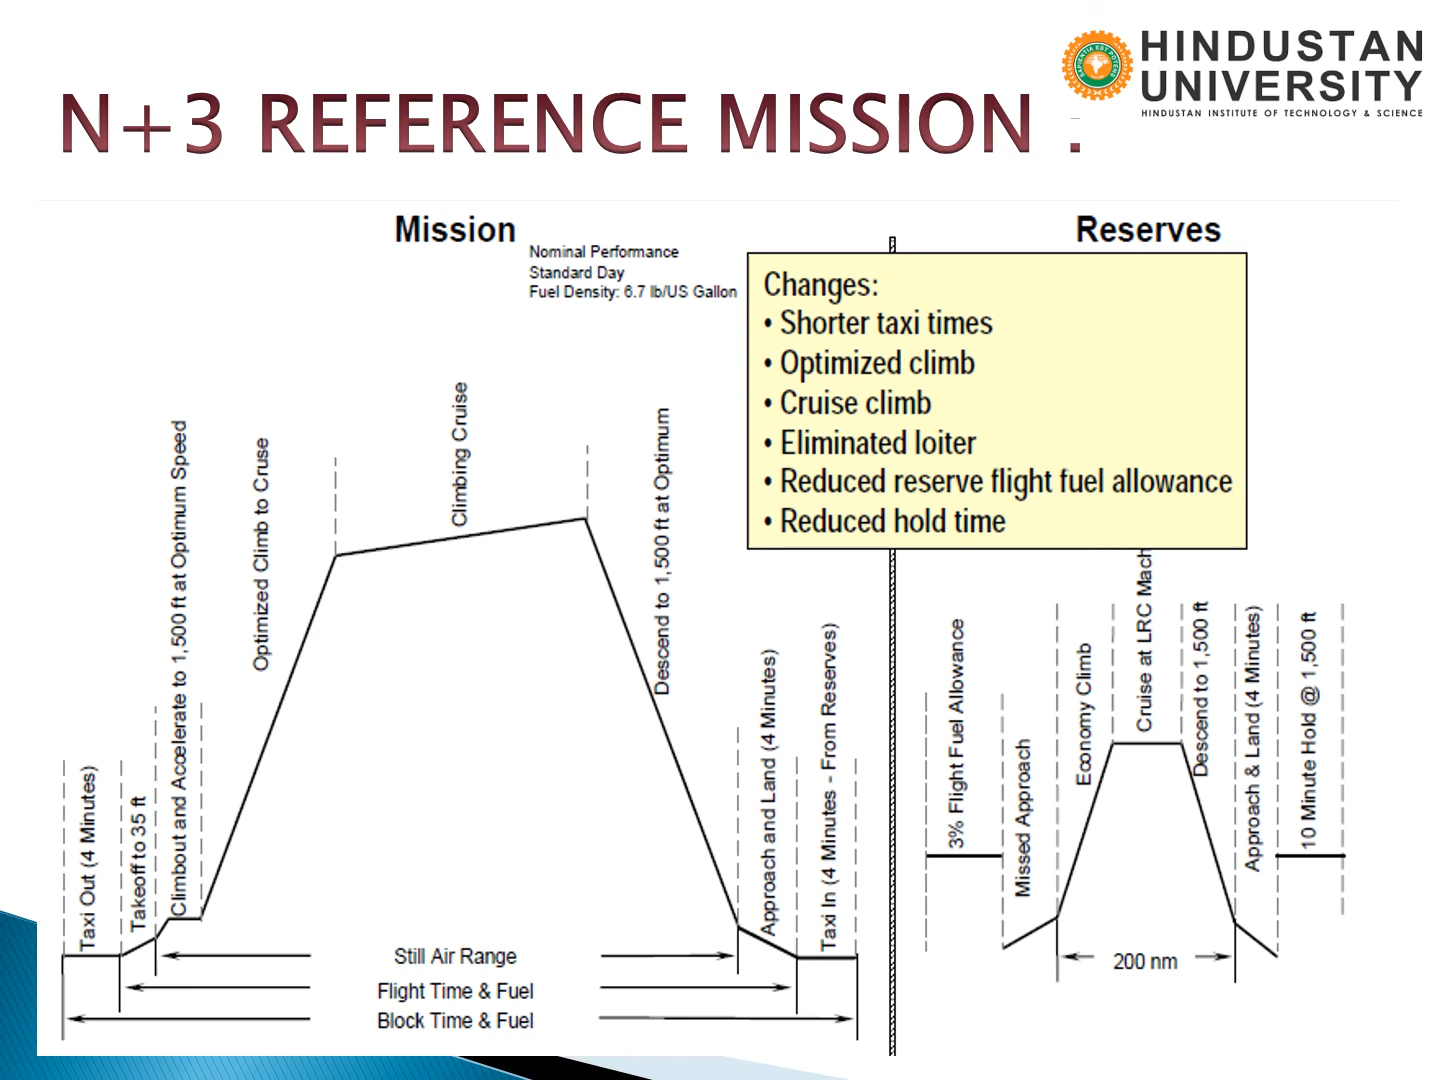 HINDUSTAN
UNIVERSITY
HINDUSTAN INSTITUTE OF TECHNOLOGY & SCIENCE
SAPIENTIA EST POTENS
N+3 REFERENCE MISSION :
Mission
Nominal Performance
Standard Day
Fuel Density: 6.7 lb/US Gallon
Reserves
Changes:
• Shorter taxi times
• Optimized climb
• Cruise climb
• Eliminated loiter
• Reduced reserve flight fuel allowance
• Reduced hold time
Taxi Out (4 Minutes)
Takeoff to 35 ft
Climbout and Accelerate to 1,500 ft at Optimum Speed
Optimized Climb to Cruse
Climbing Cruise
Descend to 1,500 ft at Optimum
Approach and Land (4 Minutes)
Taxi In (4 Minutes - From Reserves)
3% Flight Fuel Allowance
Missed Approach
Economy Climb
Cruise at LRC Mach
Descend to 1,500 ft
Approach & Land (4 Minutes)
10 Minute Hold @ 1,500 ft
Still Air Range
Flight Time & Fuel
Block Time & Fuel
200 nm